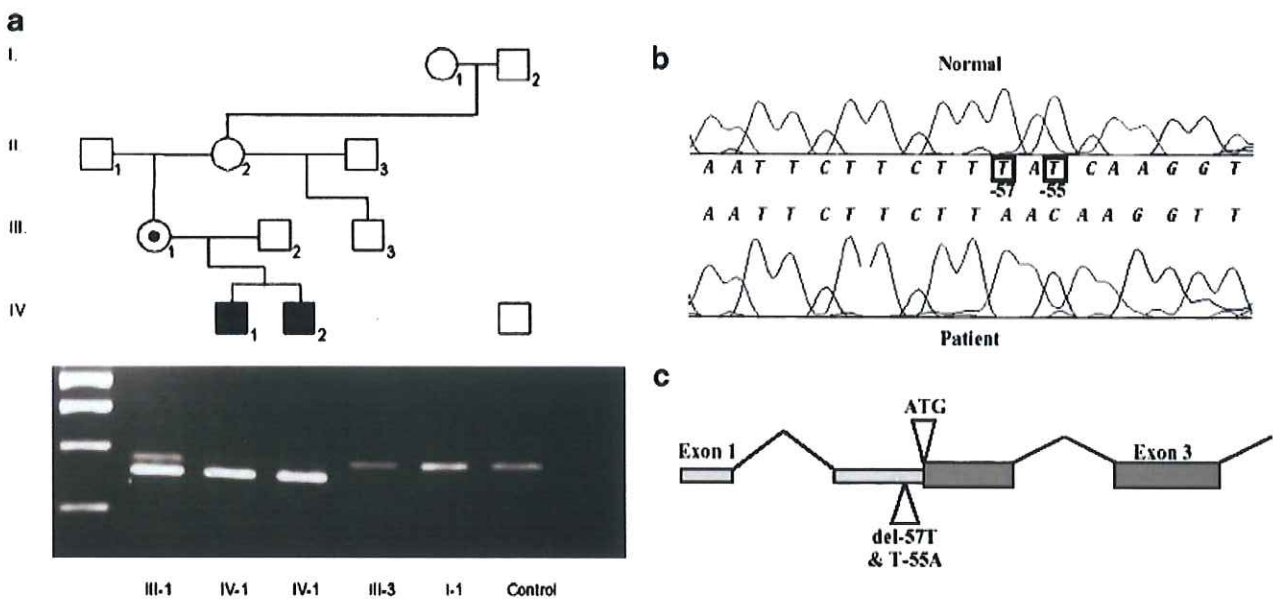 a
I.
1
2
II
1
2
3
III.
1
2
3
IV
1
2
III-1 IV-1 IV-1 III-3 I-1 Control
b
Normal
A A T T C T T C T T T A T C A A G G T
-57 -55
A A T T C T T C T T A A C A A G G T T
Patient
c
ATG
Exon 1
Exon 3
del-57T
& T-55A